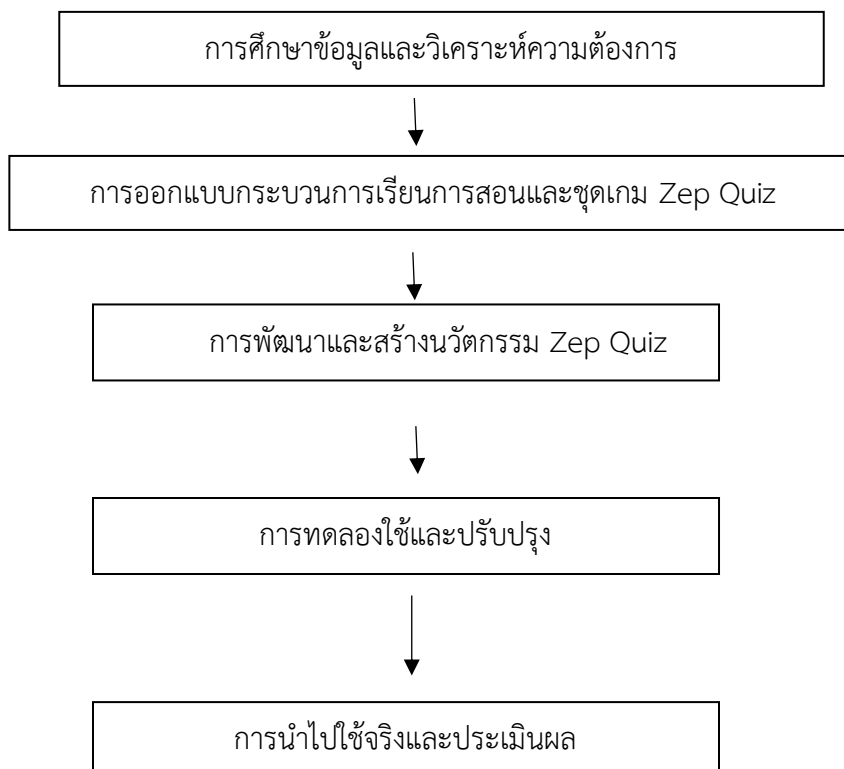 การศึกษาข้อมูลและวิเคราะห์ความต้องการ
การออกแบบกระบวนการเรียนการสอนและชุดเกม Zep Quiz
การพัฒนาและสร้างนวัตกรรม Zep Quiz
การทดลองใช้และปรับปรุง
การนำไปใช้จริงและประเมินผล